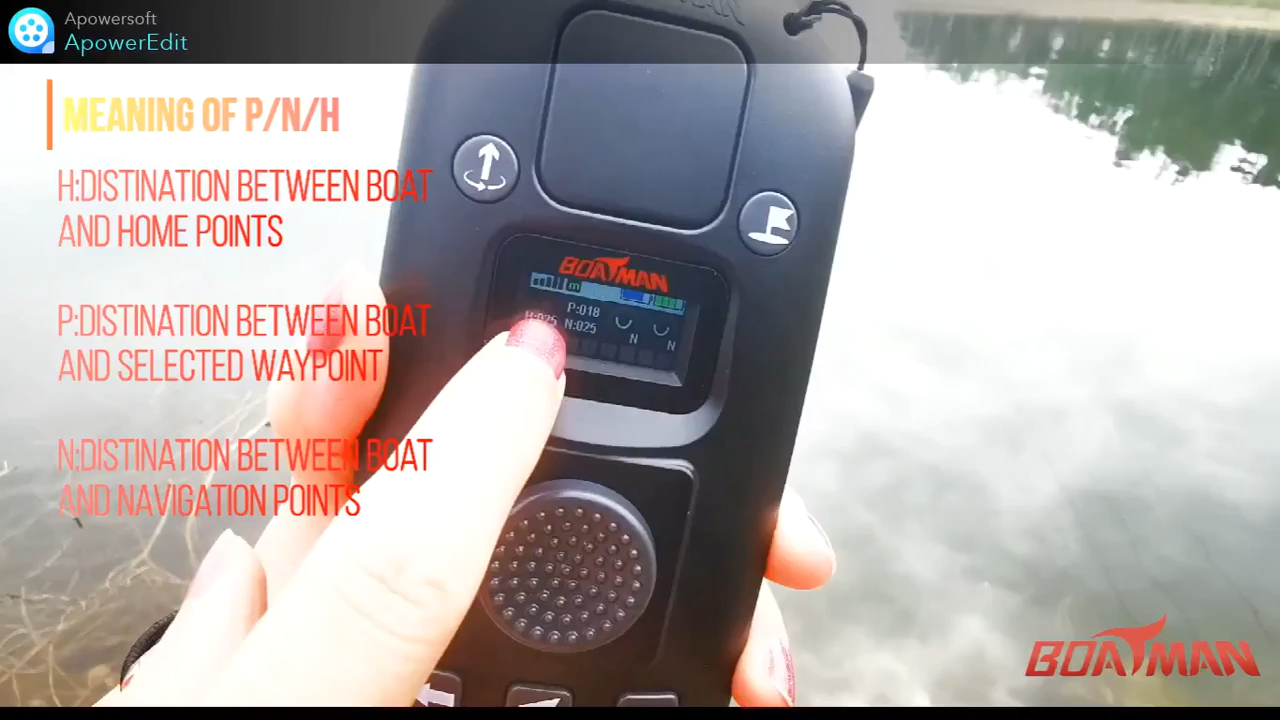 Apowersoft
ApowerEdit
MEANING OF P/N/H
H:DISTINATION BETWEEN BOAT
AND HOME POINTS
P:DISTINATION BETWEEN BOAT
AND SELECTED WAYPOINT
N:DISTINATION BETWEEN BOAT
AND NAVIGATION POINTS
BOATMAN
m
P:018
H:025 N:025
N
N
BOATMAN